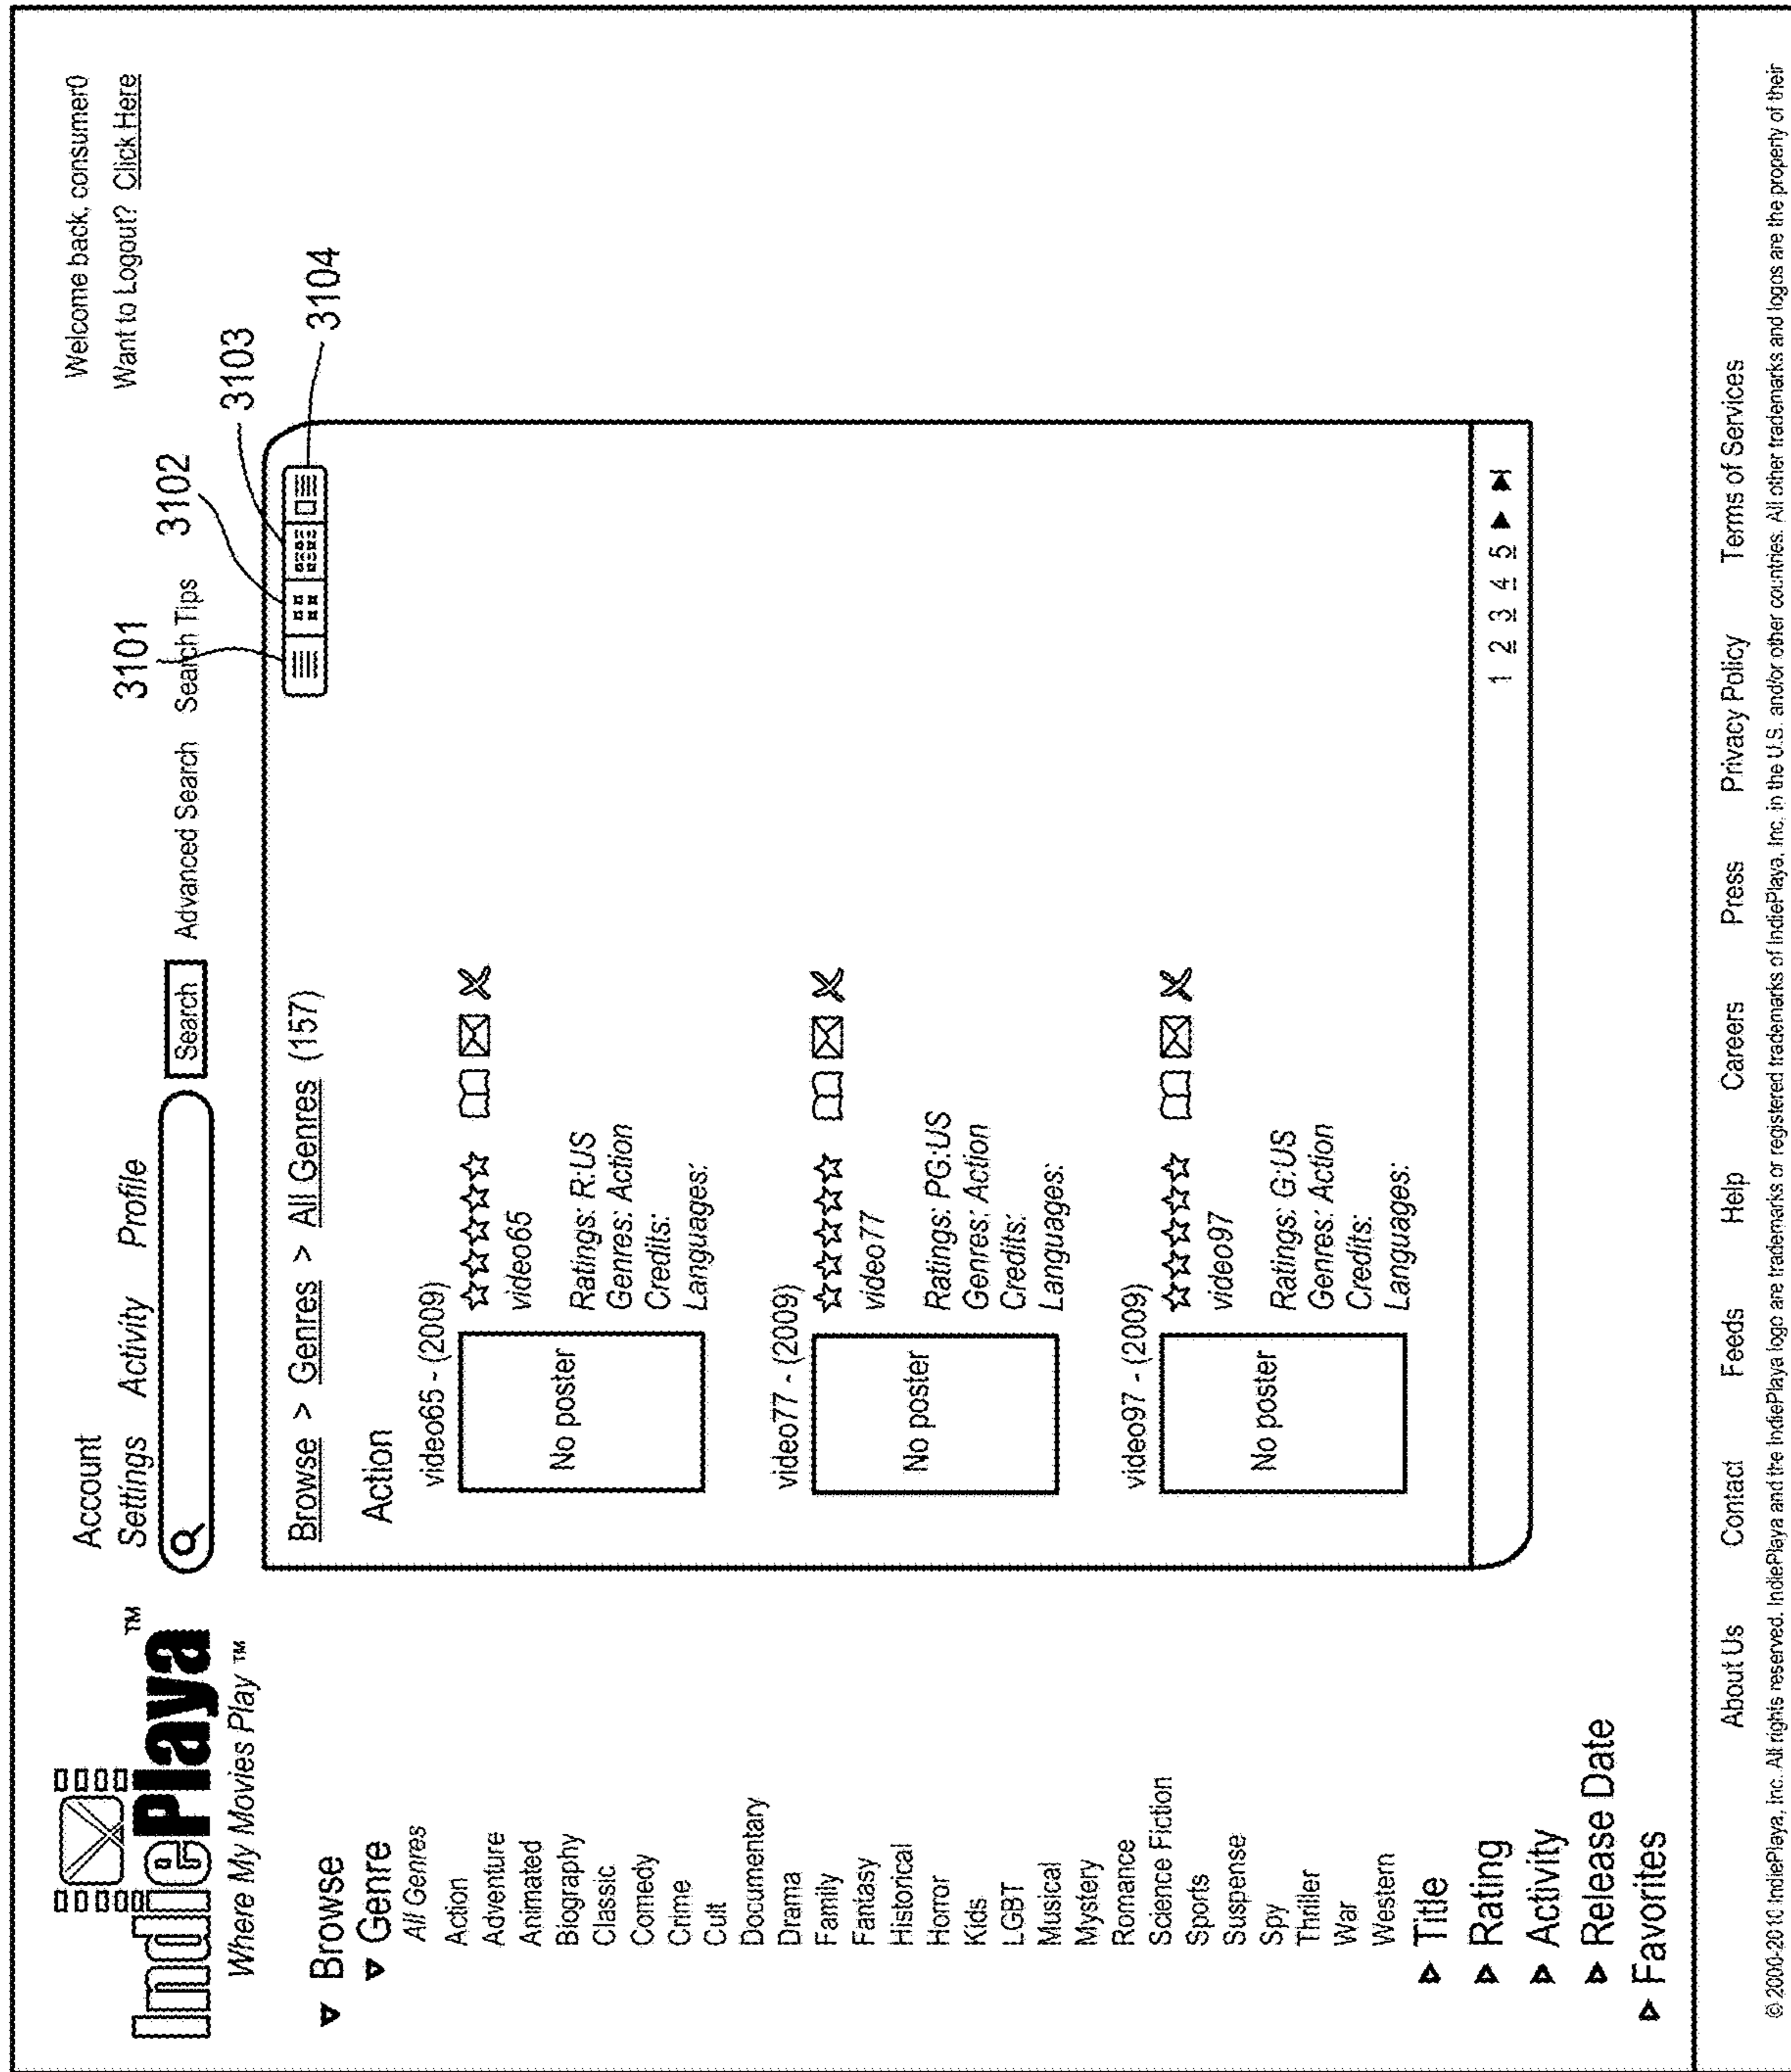 IndiePlaya™
Where My Movies Play ™
Account
Settings Activity Profile
Search Advanced Search Search Tips
Welcome back, consumer0
Want to Logout? Click Here
3101
3102
3103
3104
Browse
Genre
All Genres
Action
Adventure
Animated
Biography
Classic
Comedy
Crime
Cult
Documentary
Drama
Family
Fantasy
Historical
Horror
Kids
LGBT
Musical
Mystery
Romance
Science Fiction
Sports
Suspense
Spy
Thriller
War
Western
Title
Rating
Activity
Release Date
Favorites
Browse > Genres > All Genres (157)
Action
video65 - (2009)
No poster
video65
Ratings: R:US
Genres: Action
Credits:
Languages:
video77 - (2009)
No poster
video77
Ratings: PG:US
Genres: Action
Credits:
Languages:
video97 - (2009)
No poster
video97
Ratings: G:US
Genres: Action
Credits:
Languages:
1 2 3 4 5
About Us Contact Feeds Help Careers Press Privacy Policy Terms of Services
© 2000-2010 IndiePlaya, Inc. All rights reserved. IndiePlaya and the IndiePlaya logo are trademarks or registered trademarks of IndiePlaya, Inc. in the U.S. and/or other countries. All other trademarks and logos are the property of their